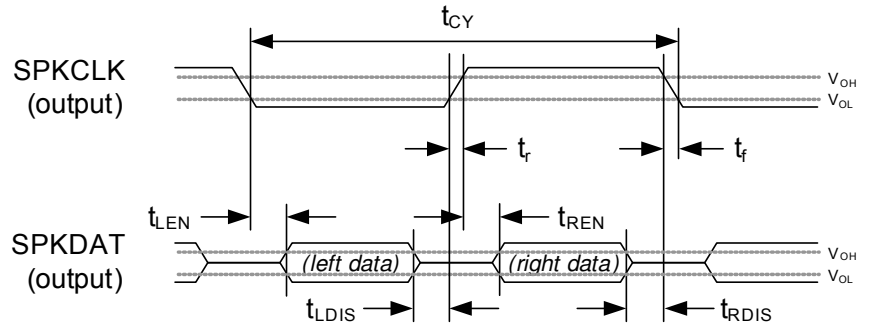 tCY
SPKCLK
(output)
VOH
VOL
tr
tf
tLEN
tREN
SPKDAT
(output)
(left data)
(right data)
VOH
VOL
tLDIS
tRDIS